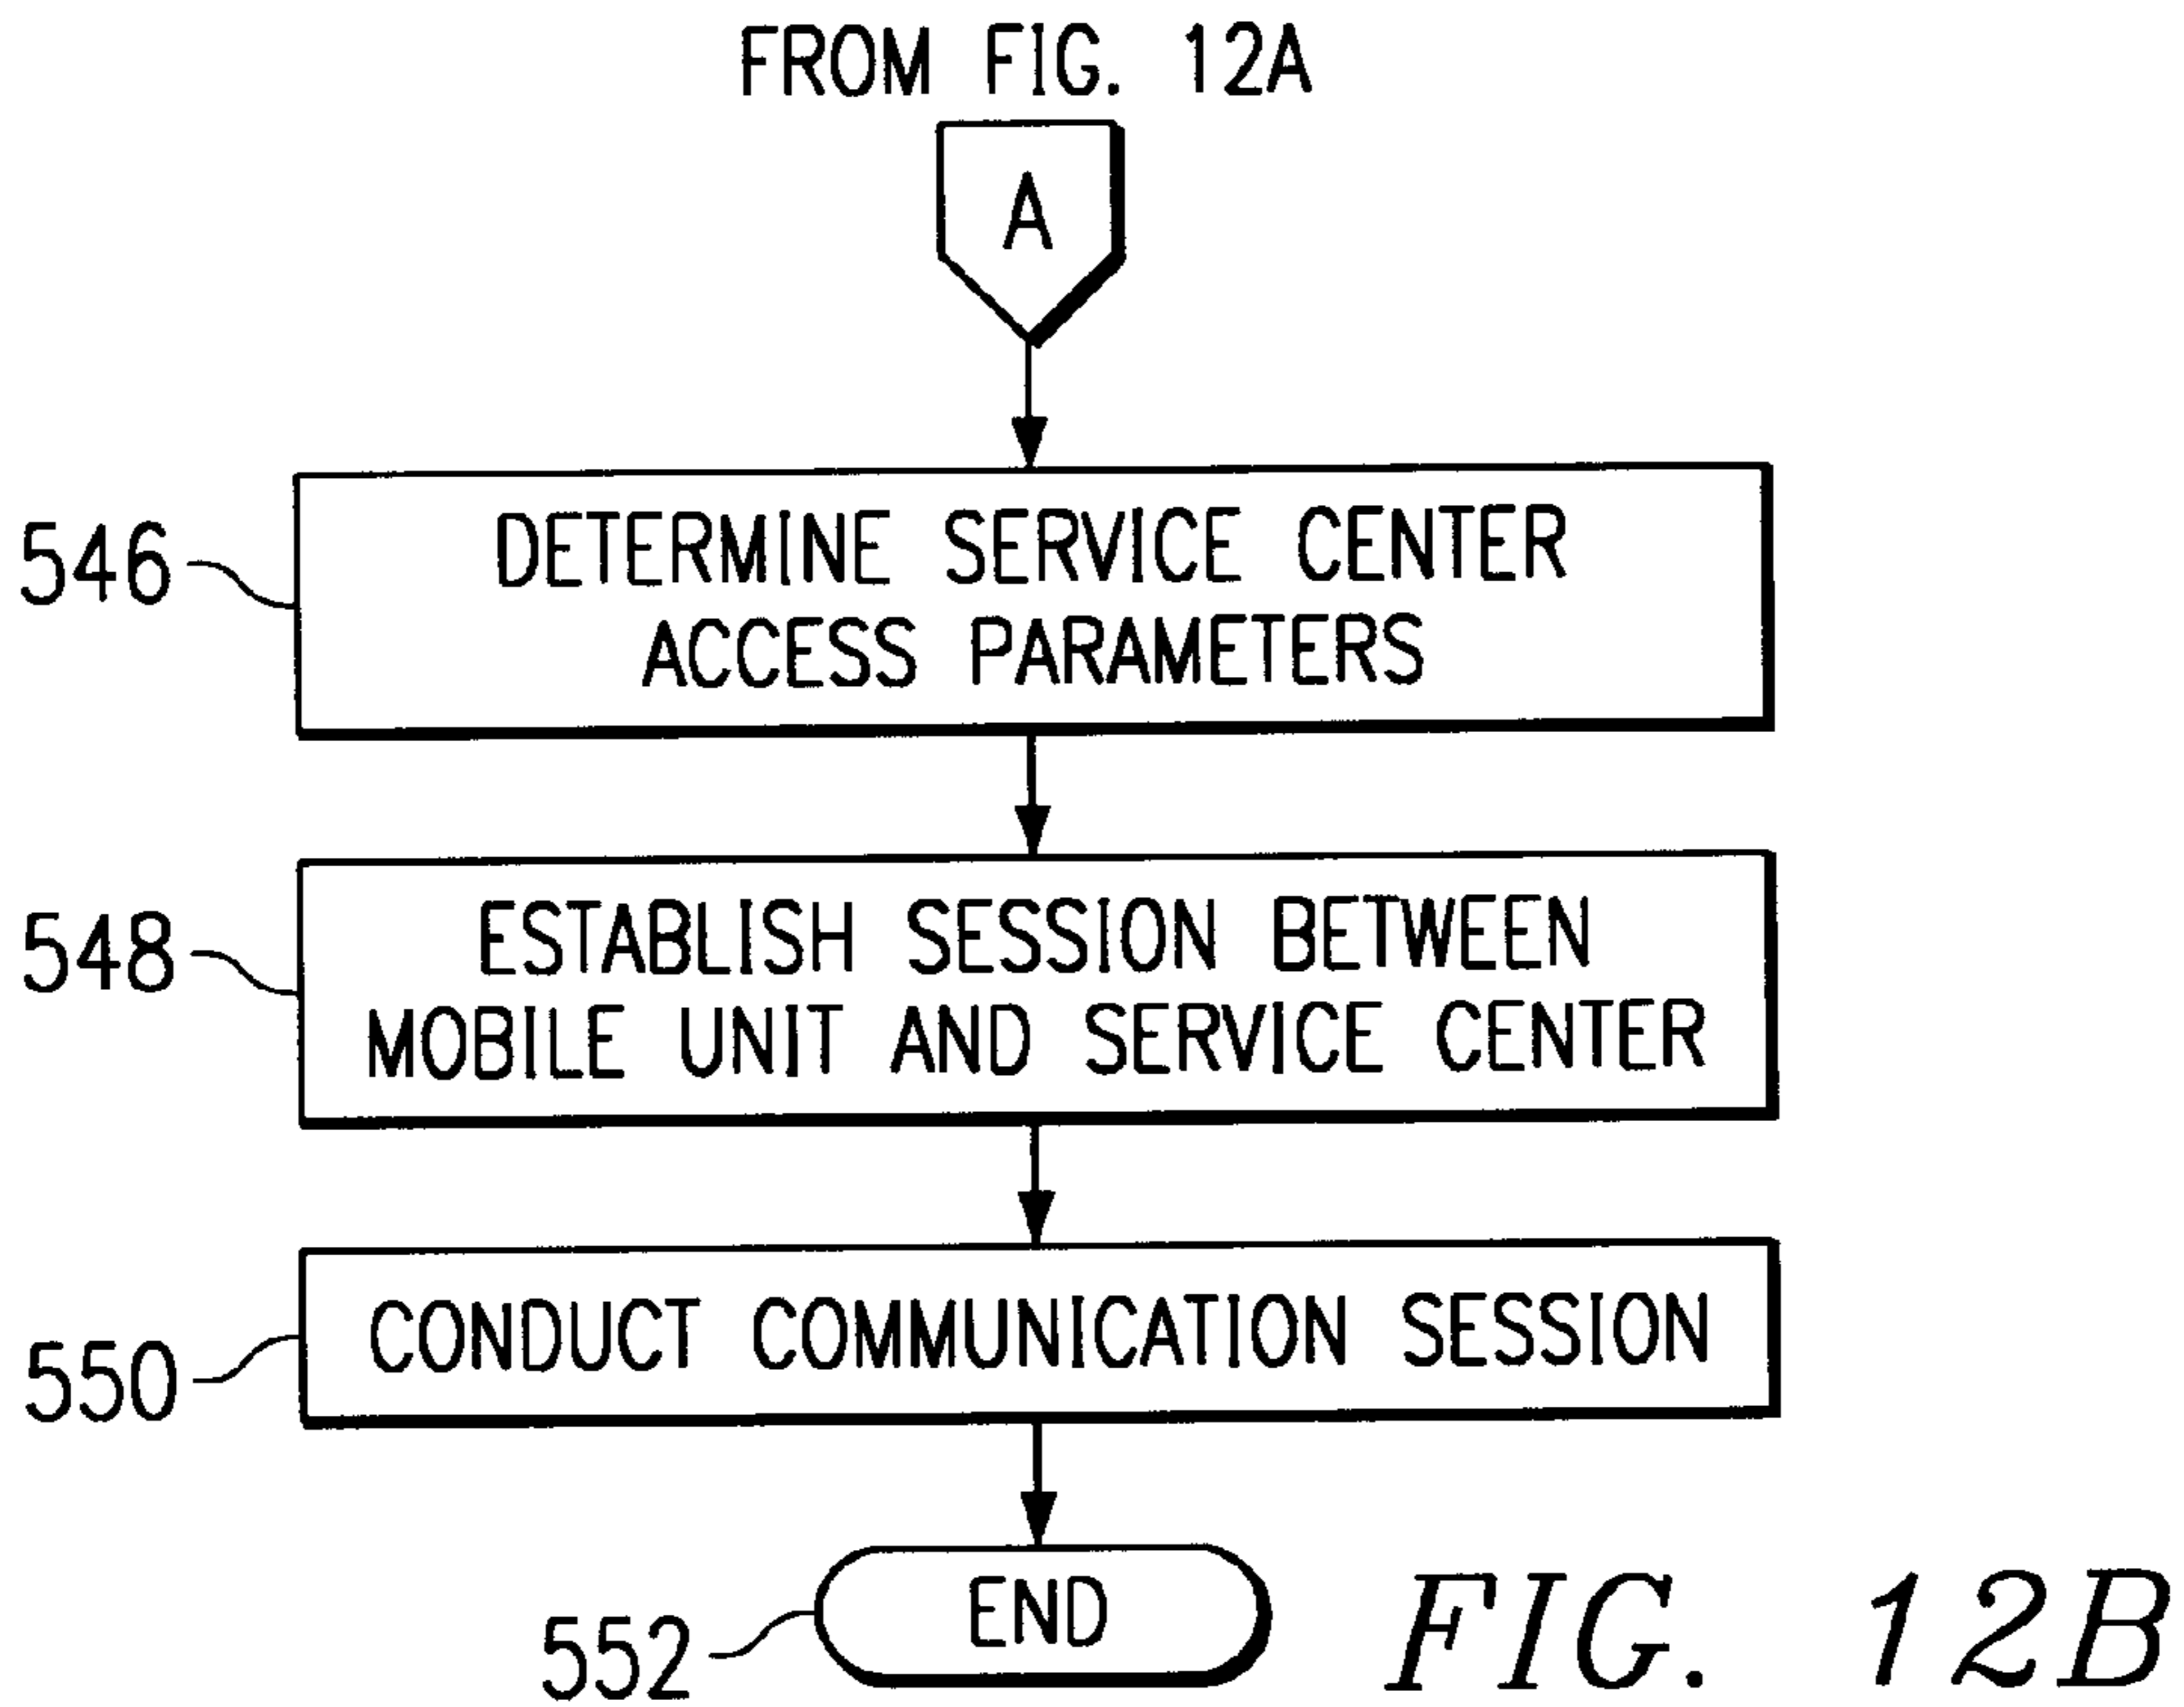 FROM FIG. 12A
A
546
DETERMINE SERVICE CENTER
ACCESS PARAMETERS
548
ESTABLISH SESSION BETWEEN
MOBILE UNIT AND SERVICE CENTER
550
CONDUCT COMMUNICATION SESSION
552
END
FIG. 12B